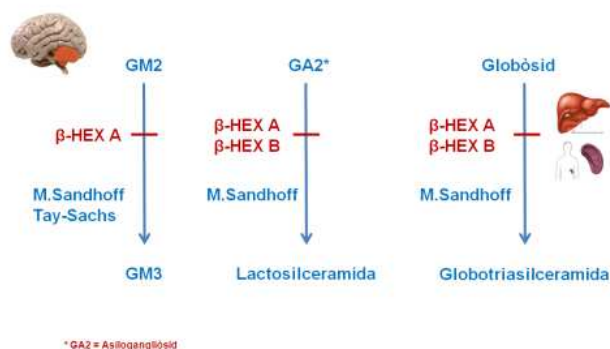 GM2
GA2*
Globòsid
β-HEX A
β-HEX A
β-HEX B
β-HEX A
β-HEX B
M.Sandhoff
Tay-Sachs
M.Sandhoff
M.Sandhoff
GM3
Lactosilceramida
Globotriasilceramida
* GA2 = Asilogangliòsid